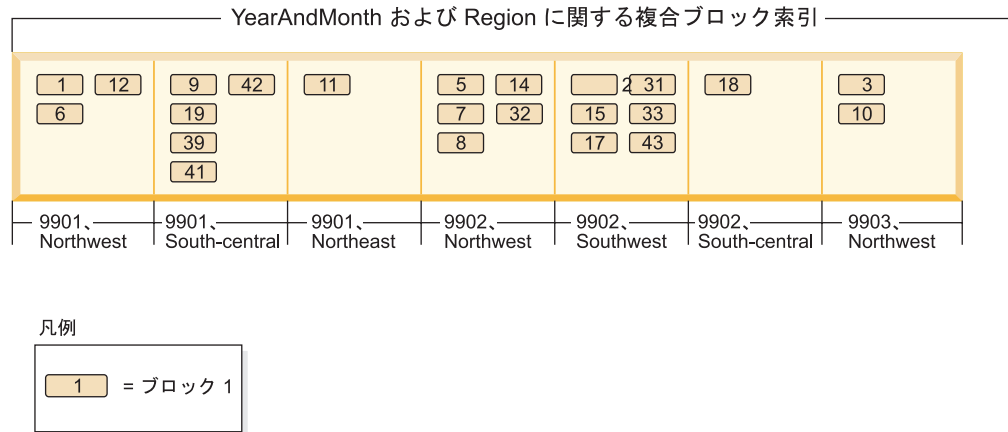 YearAndMonth および Region に関する複合ブロック索引
1 12 9 42 11 5 14 2 31 18 3
6 19 7 32 15 33 10
39 8 17 43
41
9901、 9901、 9901、 9902、 9902、 9902、 9903、
Northwest South-central Northeast Northwest Southwest South-central Northwest
凡例
1 = ブロック 1